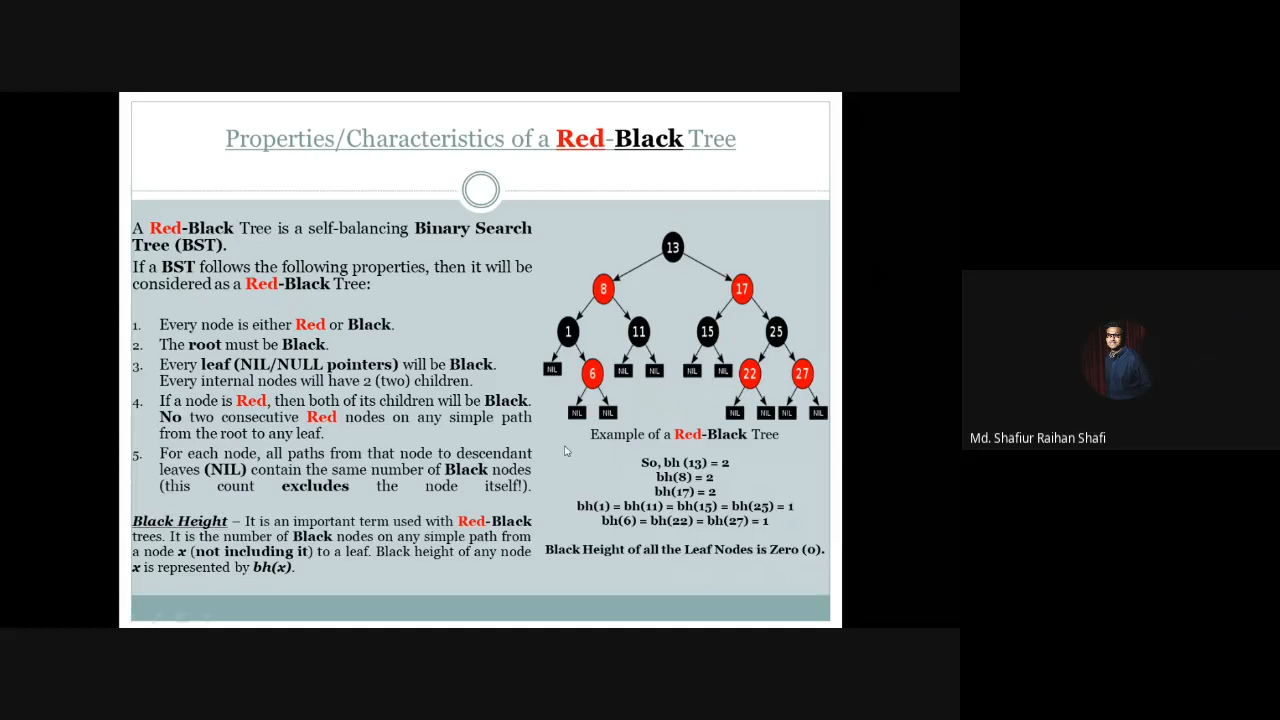 Properties/Characteristics of a Red-Black Tree
A Red-Black Tree is a self-balancing Binary Search
Tree (BST).
If a BST follows the following properties, then it will be
considered as a Red-Black Tree:
1. Every node is either Red or Black.
2. The root must be Black.
3. Every leaf (NIL/NULL pointers) will be Black.
Every internal nodes will have 2 (two) children.
4. If a node is Red, then both of its children will be Black.
No two consecutive Red nodes on any simple path
from the root to any leaf.
5. For each node, all paths from that node to descendant
leaves (NIL) contain the same number of Black nodes
(this count excludes the node itself!).
Black Height – It is an important term used with Red-Black
trees. It is the number of Black nodes on any simple path from
a node x (not including it) to a leaf. Black height of any node
x is represented by bh(x).
13
8 17
1 11 15 25
NIL 6 NIL NIL NIL NIL 22 27
NIL NIL NIL NIL NIL NIL
Example of a Red-Black Tree
So, bh (13) = 2
bh(8) = 2
bh(17) = 2
bh(1) = bh(11) = bh(15) = bh(25) = 1
bh(6) = bh(22) = bh(27) = 1
Black Height of all the Leaf Nodes is Zero (0).
Md. Shafiur Raihan Shafi